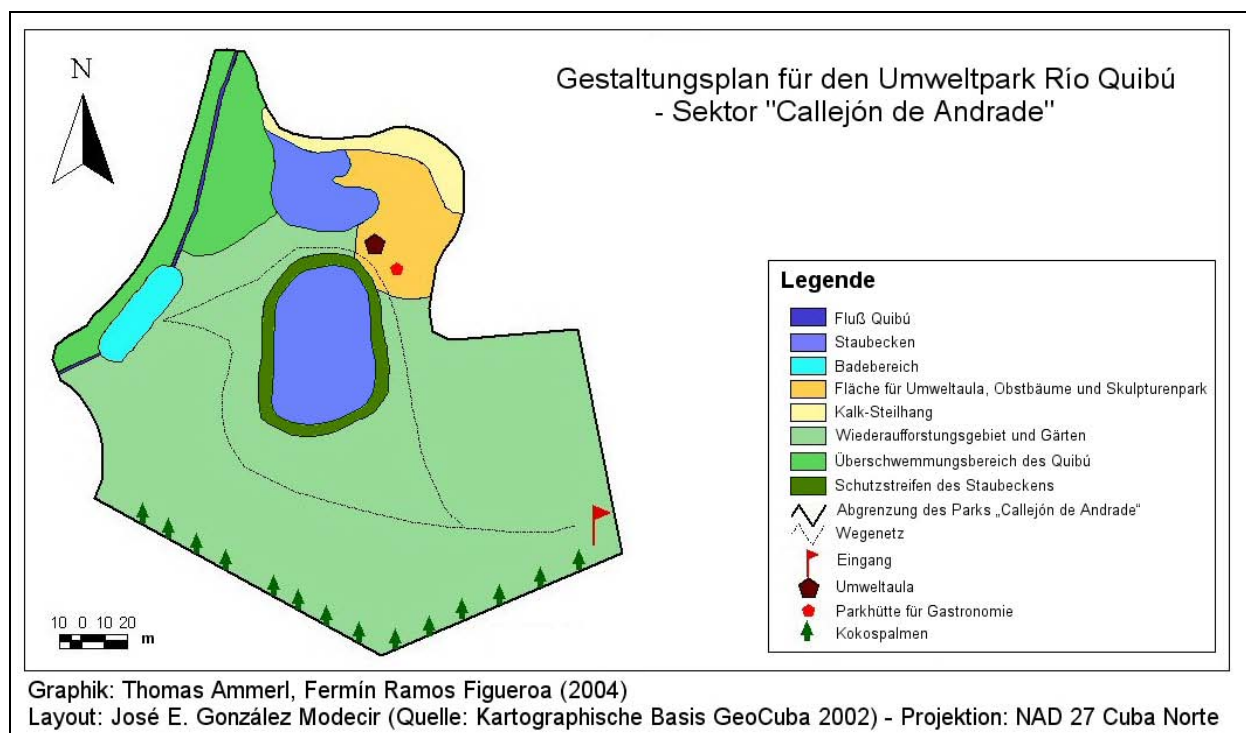 N
Gestaltungsplan für den Umweltpark Río Quibú
- Sektor "Callejón de Andrade"
Legende
Fluß Quibú
Staubecken
Badebereich
Fläche für Umweltaula, Obstbäume und Skulpturenpark
Kalk-Steilhang
Wiederaufforstungsgebiet und Gärten
Überschwemmungsbereich des Quibú
Schutzstreifen des Staubeckens
Abgrenzung des Parks „Callejón de Andrade“
Wegenetz
Eingang
Umweltaula
Parkhütte für Gastronomie
Kokospalmen
10 0 10 20
m
Graphik: Thomas Ammerl, Fermín Ramos Figueroa (2004)
Layout: José E. González Modecir (Quelle: Kartographische Basis GeoCuba 2002) - Projektion: NAD 27 Cuba Norte